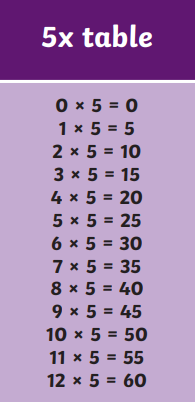 5x table
0 × 5 = 0
1 × 5 = 5
2 × 5 = 10
3 × 5 = 15
4 × 5 = 20
5 × 5 = 25
6 × 5 = 30
7 × 5 = 35
8 × 5 = 40
9 × 5 = 45
10 × 5 = 50
11 × 5 = 55
12 × 5 = 60